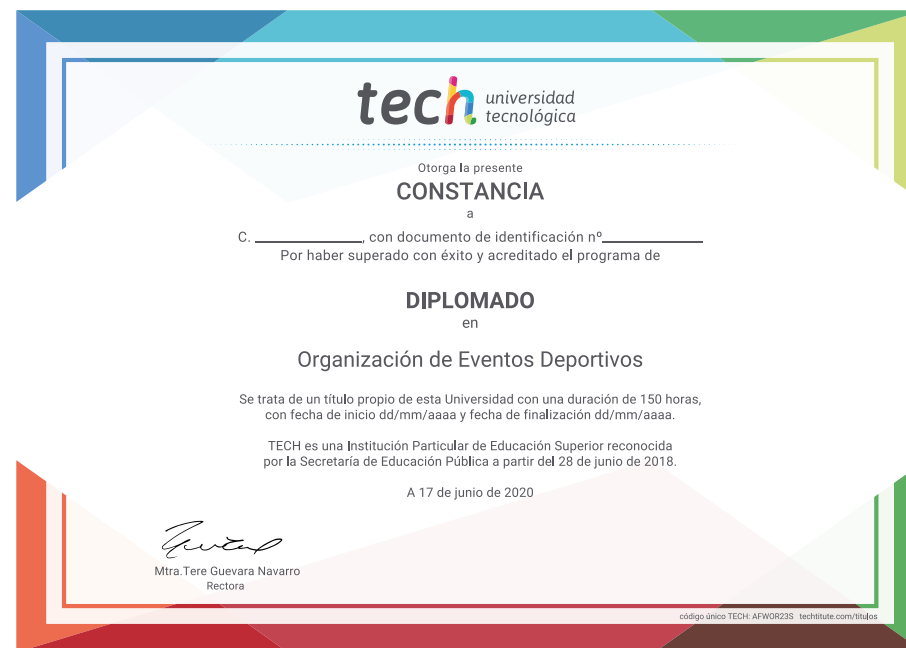 tech universidad
tecnológica
Otorga la presente
CONSTANCIA
a
C. ______________, con documento de identificación nº_____________
Por haber superado con éxito y acreditado el programa de
DIPLOMADO
en
Organización de Eventos Deportivos
Se trata de un título propio de esta Universidad con una duración de 150 horas,
con fecha de inicio dd/mm/aaaa y fecha de finalización dd/mm/aaaa.
TECH es una Institución Particular de Educación Superior reconocida
por la Secretaría de Educación Pública a partir del 28 de junio de 2018.
A 17 de junio de 2020
Mtra.Tere Guevara Navarro
Rectora
código único TECH: AFWOR23S techtitute.com/titulos